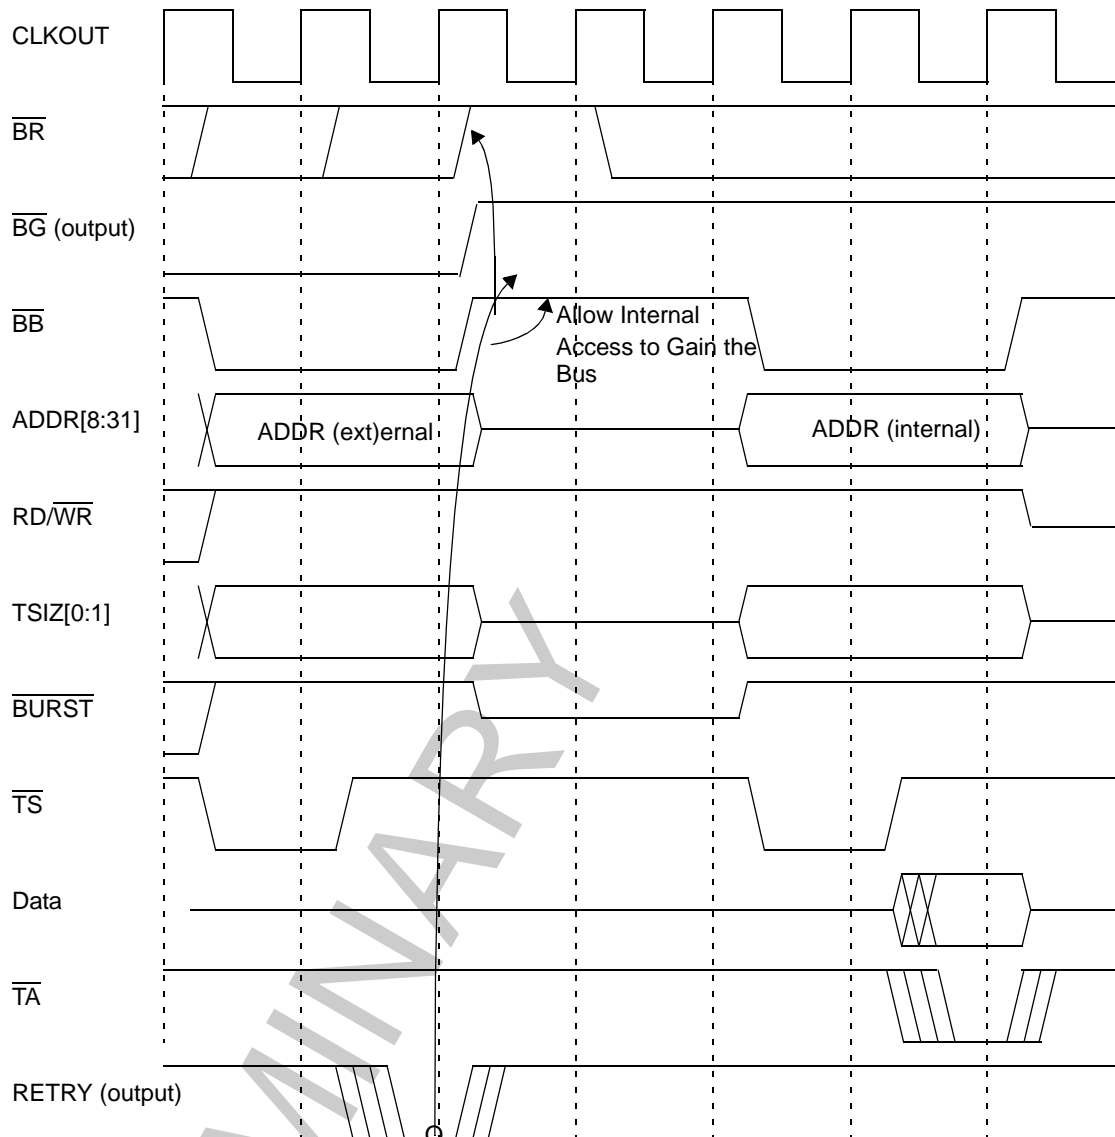 CLKOUT
BR
BG (output)
BB
Allow Internal
Access to Gain the
Bus
ADDR[8:31]
ADDR (ext)ernal
ADDR (internal)
RD/WR
TSIZ[0:1]
BURST
TS
Data
TA
RETRY (output)
MINARY